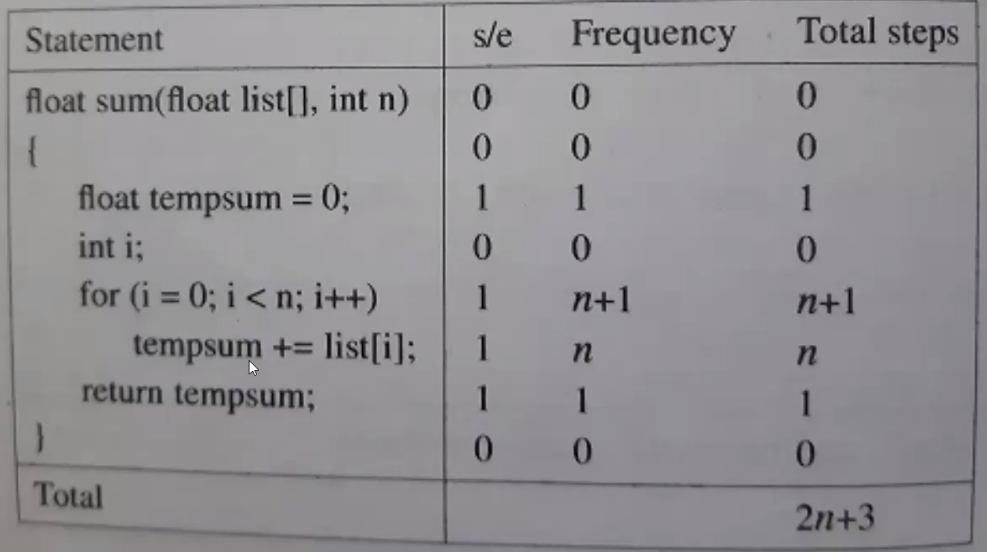 Statement s/e Frequency Total steps
float sum(float list[], int n) 0 0 0
{ 0 0 0
float tempsum = 0; 1 1 1
int i; 0 0 0
for (i = 0; i < n; i++) 1 n+1 n+1
tempsum += list[i]; 1 n n
return tempsum; 1 1 1
} 0 0 0
Total 2n+3